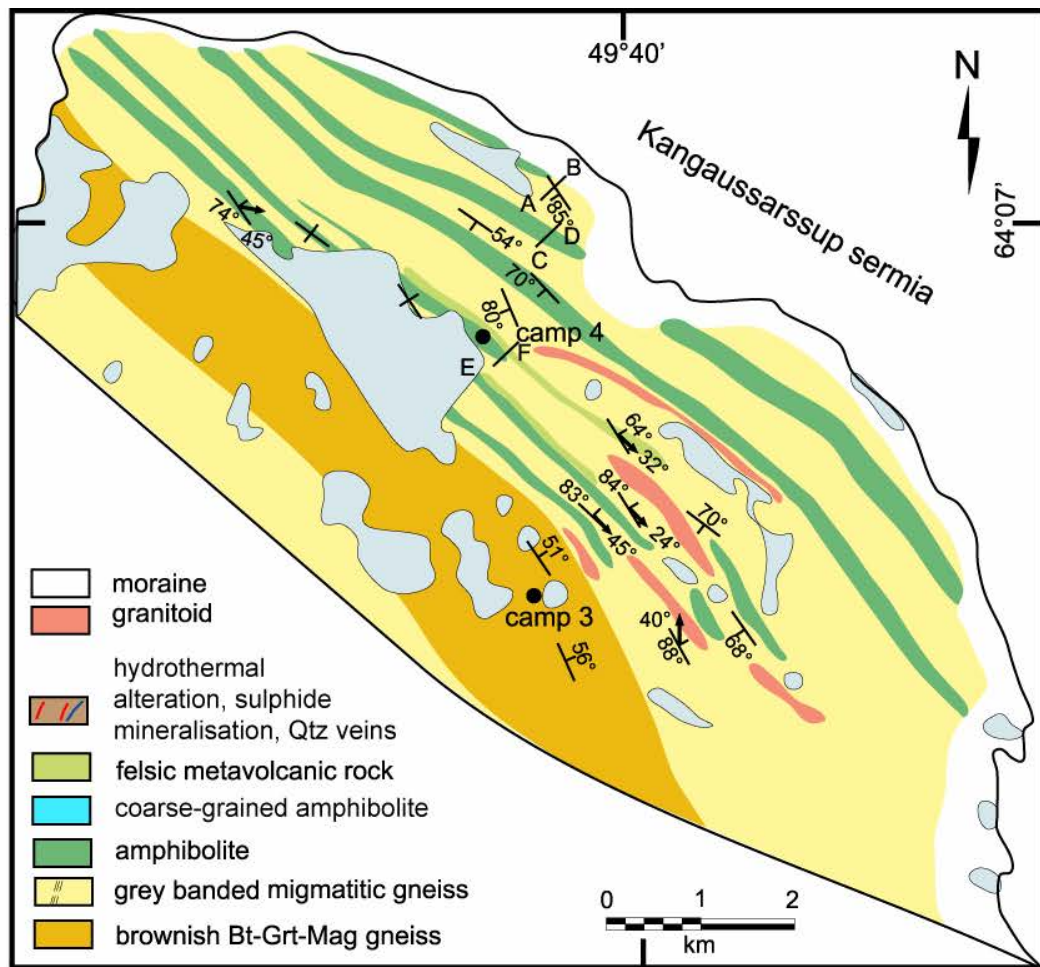 49°40'
N
Kangaussarssup sermia
64°07'
B
A
85°
D
C
54°
74°
45°
70°
80°
camp 4
F
E
64°
32°
84°
83°
24°
45°
70°
51°
camp 3
40°
88°
68°
56°
moraine
granitoid
hydrothermal
alteration, sulphide
mineralisation, Qtz veins
felsic metavolcanic rock
coarse-grained amphibolite
amphibolite
grey banded migmatitic gneiss
brownish Bt-Grt-Mag gneiss
0 1 2
km